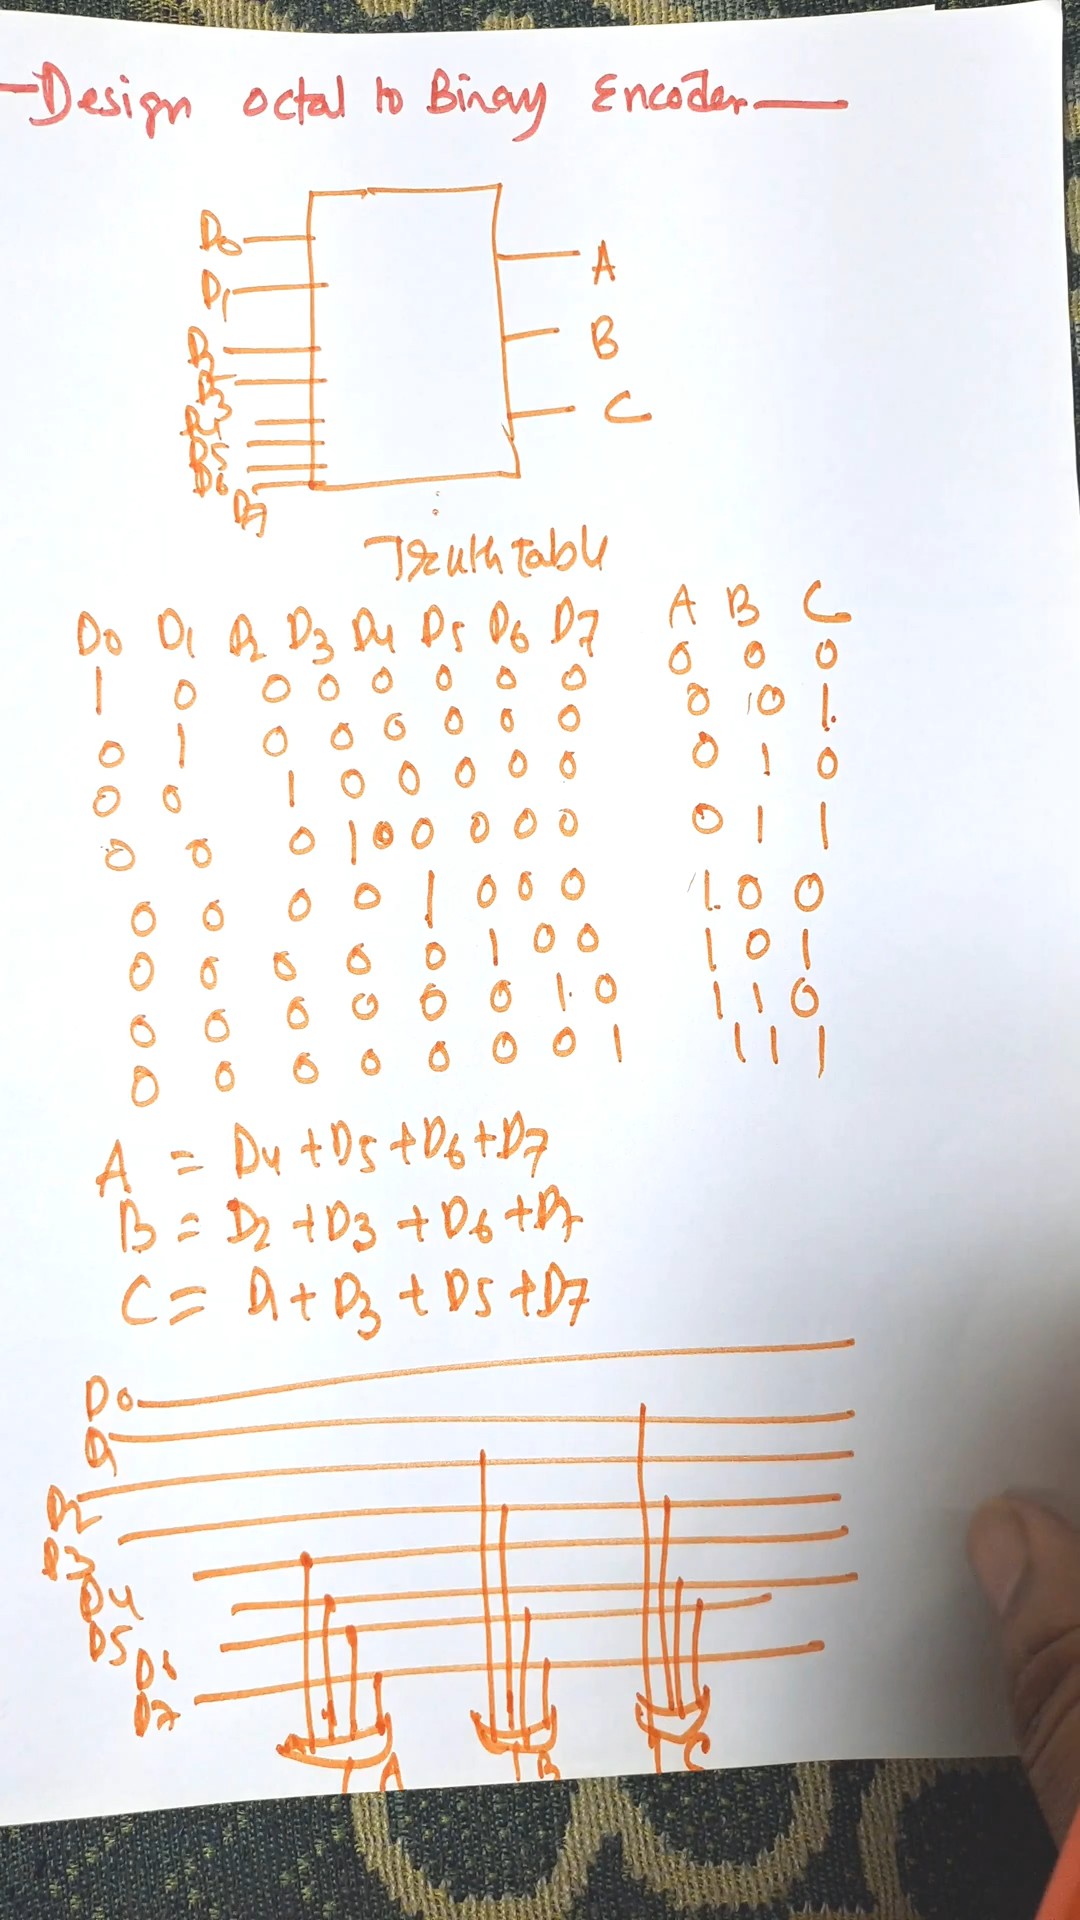 Design octal to Binary Encoder
D0
A
D1
B
D3
C
D5
D6
D7
Truth table
D0 D1 D2 D3 D4 D5 D6 D7 A B C
1 0 0 0 0 0 0 0 0 0 0
0 1 0 0 0 0 0 0 0 0 1
0 0 1 0 0 0 0 0 0 1 0
0 0 0 1 0 0 0 0 0 0 1 1
0 0 0 0 1 0 0 0 1 0 0
0 0 0 0 0 1 0 0 1 0 1
0 0 0 0 0 0 1 0 1 1 0
0 0 0 0 0 0 0 1 1 1 1
A = D4 + D5 + D6 + D7
B = D2 + D3 + D6 + D7
C = D1 + D3 + D5 + D7
D0
D1
D2
D3
D4
D5
D6
D7
A B C